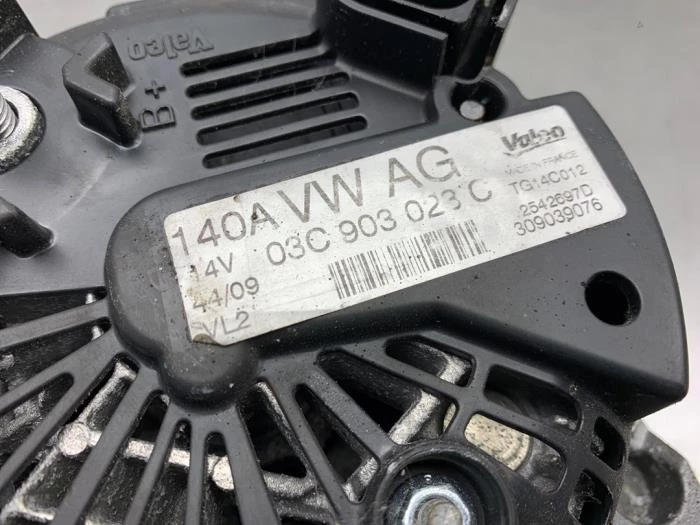 Valeo
B+
Valeo
MADE IN FRANCE
140A VW AG
TG14C012
14V 03C 903 023 C
2542697D
44/09
309039076
VL2